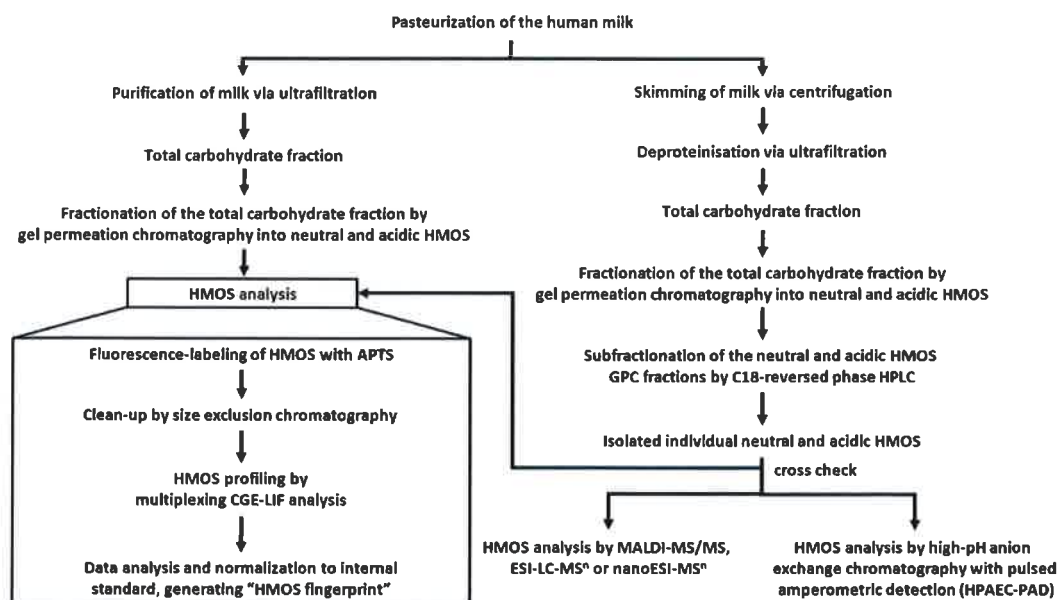 Pasteurization of the human milk
Purification of milk via ultrafiltration
Total carbohydrate fraction
Fractionation of the total carbohydrate fraction by
gel permeation chromatography into neutral and acidic HMOS
HMOS analysis
Fluorescence-labeling of HMOS with APTS
Clean-up by size exclusion chromatography
HMOS profiling by
multiplexing CGE-LIF analysis
Data analysis and normalization to internal
standard, generating “HMOS fingerprint”
Skimming of milk via centrifugation
Deproteinisation via ultrafiltration
Total carbohydrate fraction
Fractionation of the total carbohydrate fraction by
gel permeation chromatography into neutral and acidic HMOS
Subfractionation of the neutral and acidic HMOS
GPC fractions by C18-reversed phase HPLC
Isolated individual neutral and acidic HMOS
cross check
HMOS analysis by MALDI-MS/MS,
ESI-LC-MSⁿ or nanoESI-MSⁿ
HMOS analysis by high-pH anion
exchange chromatography with pulsed
amperometric detection (HPAEC-PAD)